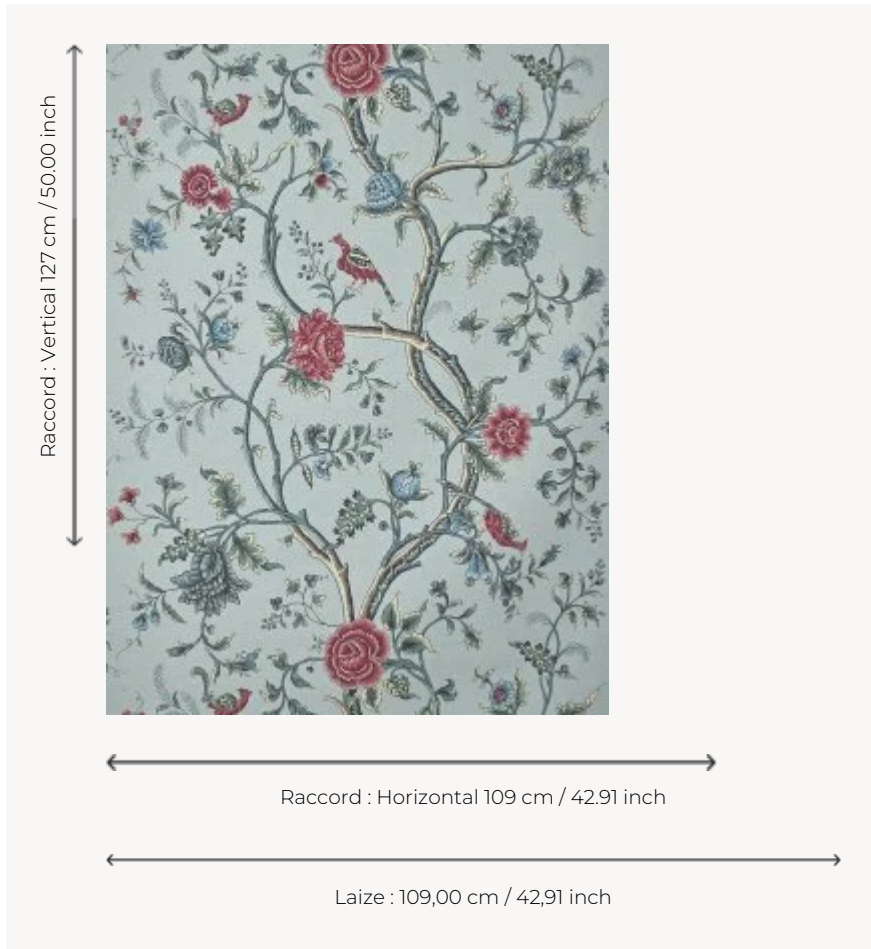 Raccord : Vertical 127 cm / 50.00 inch
Raccord : Horizontal 109 cm / 42.91 inch
Laize : 109,00 cm / 42,91 inch